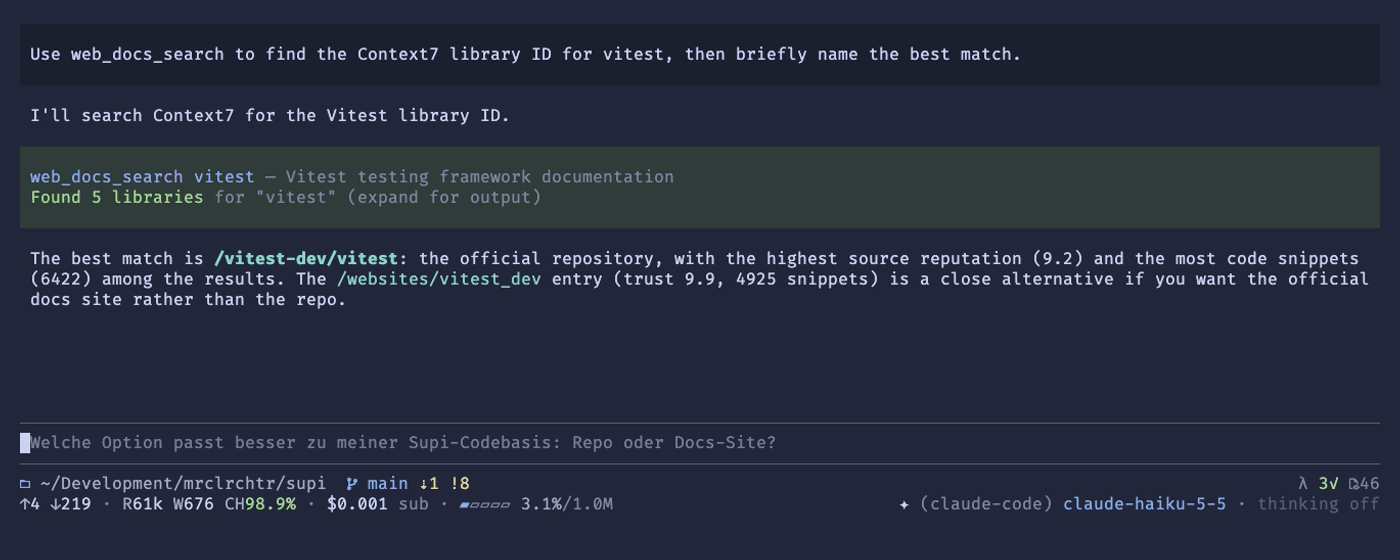 Use web_docs_search to find the Context7 library ID for vitest, then briefly name the best match.
I'll search Context7 for the Vitest library ID.
web_docs_search vitest — Vitest testing framework documentation
Found 5 libraries for "vitest" (expand for output)
The best match is /vitest-dev/vitest: the official repository, with the highest source reputation (9.2) and the most code snippets
(6422) among the results. The /websites/vitest_dev entry (trust 9.9, 4925 snippets) is a close alternative if you want the official
docs site rather than the repo.
Welche Option passt besser zu meiner Supi-Codebasis: Repo oder Docs-Site?
~/Development/mrclrchtr/supi main ⇣1 !8 λ 3√ 46
↑4 ↓219 · R61k W676 CH98.9% · $0.001 sub · ▰▱▱▱▱ 3.1%/1.0M ✦ (claude-code) claude-haiku-5-5 · thinking off